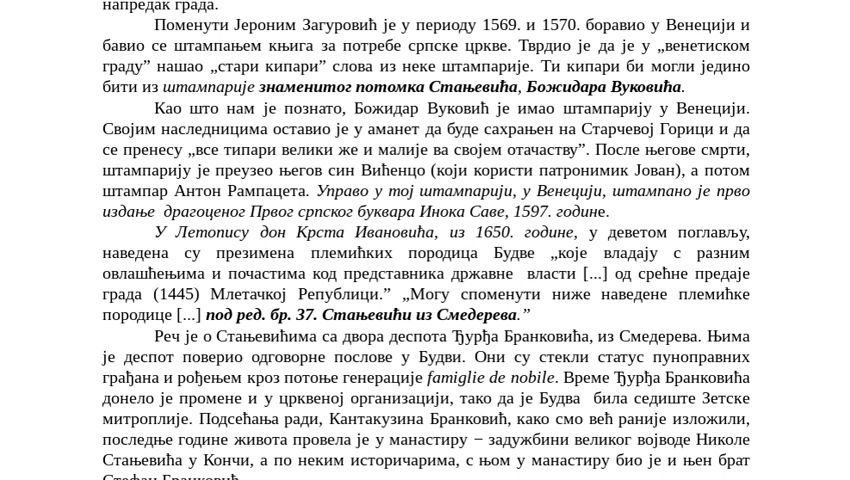 напредак града.
Поменути Јероним Загуровић је у периоду 1569. и 1570. боравио у Венецији и
бавио се штампањем књига за потребе српске цркве. Тврдио је да је у „венетиском
граду” нашао „стари кипари” слова из неке штампарије. Ти кипари би могли једино
бити из штампарије знаменитог потомка Стањевића, Божидара Вуковића.
Као што нам је познато, Божидар Вуковић је имао штампарију у Венецији.
Својим наследницима оставио је у аманет да буде сахрањен на Старчевој Горици и да
се пренесу „все типари велики же и малије ва својем отачаству”. После његове смрти,
штампарију је преузео његов син Вићенцо (који користи патронимик Јован), а потом
штампар Антон Рампацета. Управо у тој штампарији, у Венецији, штампано је прво
издање драгоценог Првог српског буквара Инока Саве, 1597. године.
У Летопису дон Крста Ивановића, из 1650. године, у деветом поглављу,
наведена су презимена племићких породица Будве „које владају с разним
овлашћењима и почастима код представника државне власти [...] од срећне предаје
града (1445) Млетачкој Републици.” „Могу споменути ниже наведене племићке
породице [...] под ред. бр. 37. Стањевићи из Смедерева.”
Реч је о Стањевићима са двора деспота Ђурђа Бранковића, из Смедерева. Њима
је деспот поверио одговорне послове у Будви. Они су стекли статус пуноправних
грађана и рођењем кроз потоње генерације famiglie de nobile. Време Ђурђа Бранковића
донело је промене и у црквеној организацији, тако да је Будва била седиште Зетске
митроплије. Подсећања ради, Кантакузина Бранковић, како смо већ раније изложили,
последње године живота провела је у манастиру − задужбини великог војводе Николе
Стањевића у Кончи, а по неким историчарима, с њом у манастиру био је и њен брат
Стефан Бранковић.